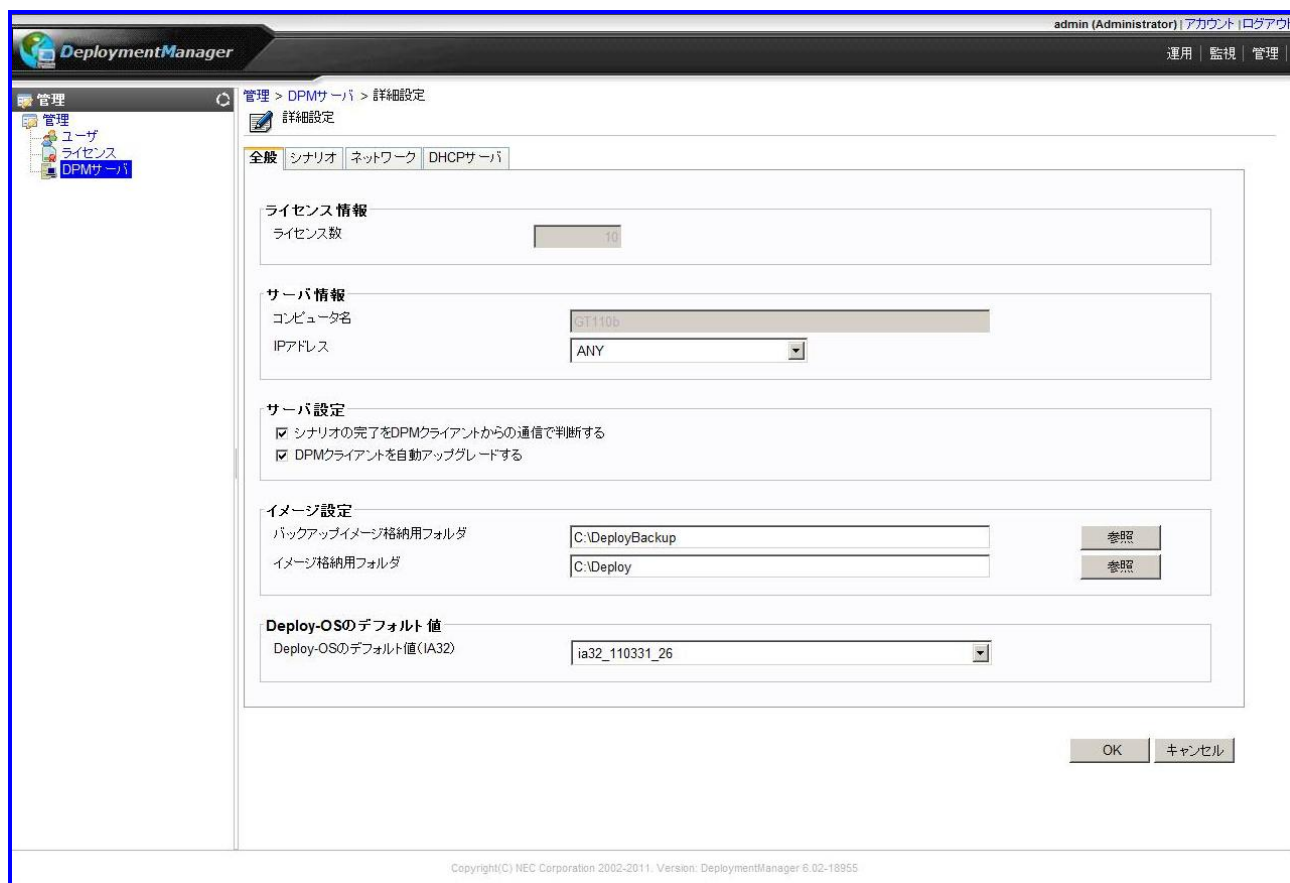 admin (Administrator) | アカウント | ログアウト
DeploymentManager
運用 | 監視 | 管理 |
管理
管理
ユーザ
ライセンス
DPMサーバ
管理 > DPMサーバ > 詳細設定
詳細設定
全般 シナリオ ネットワーク DHCPサーバ
ライセンス情報
ライセンス数 10
サーバ情報
コンピュータ名 GT110b
IPアドレス ANY
サーバ設定
シナリオの完了をDPMクライアントからの通信で判断する
DPMクライアントを自動アップグレードする
イメージ設定
バックアップイメージ格納用フォルダ C:\DeployBackup 参照
イメージ格納用フォルダ C:\Deploy 参照
Deploy-OSのデフォルト値
Deploy-OSのデフォルト値(IA32) ia32_110331_26
OK キャンセル
Copyright(C) NEC Corporation 2002-2011. Version: DeploymentManager 6.02-18955